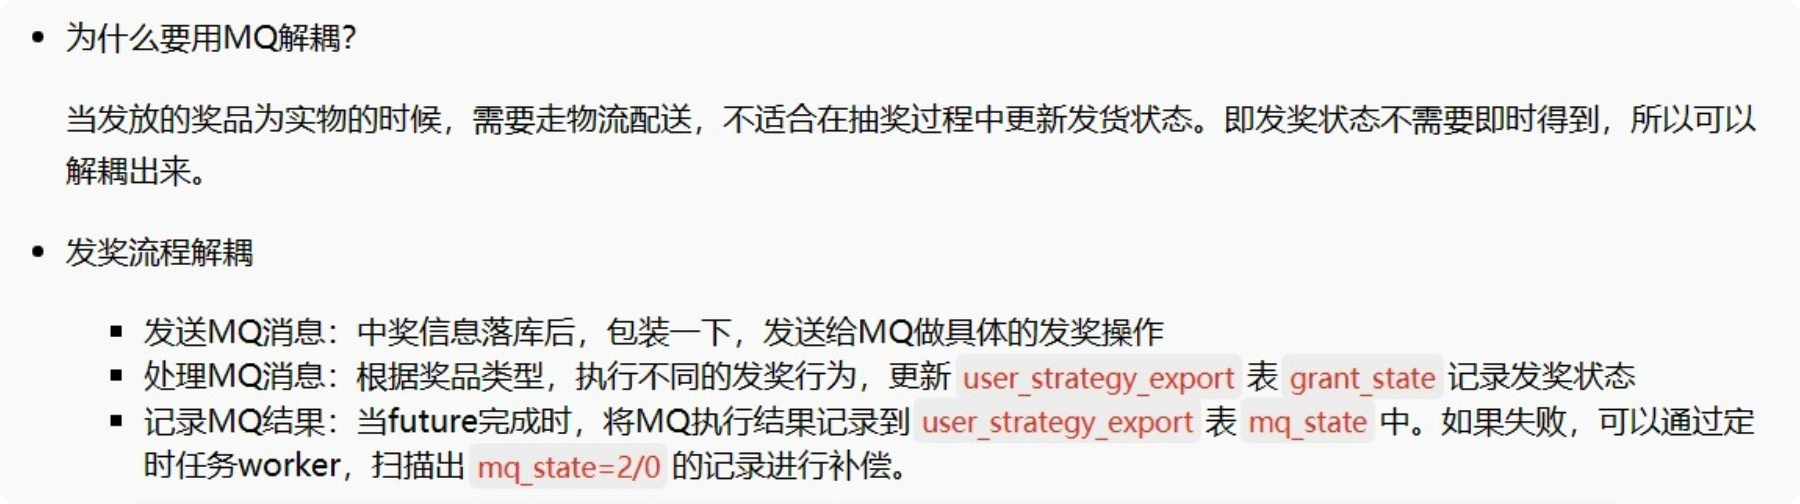 为什么要用MQ解耦？
当发放的奖品为实物的时候，需要走物流配送，不适合在抽奖过程中更新发货状态。即发奖状态不需要即时得到，所以可以
解耦出来。
发奖流程解耦
发送MQ消息：中奖信息落库后，包装一下，发送给MQ做具体的发奖操作
处理MQ消息：根据奖品类型，执行不同的发奖行为，更新 user_strategy_export 表 grant_state 记录发奖状态
记录MQ结果：当future完成时，将MQ执行结果记录到 user_strategy_export 表 mq_state 中。如果失败，可以通过定
时任务worker，扫描出 mq_state=2/0 的记录进行补偿。